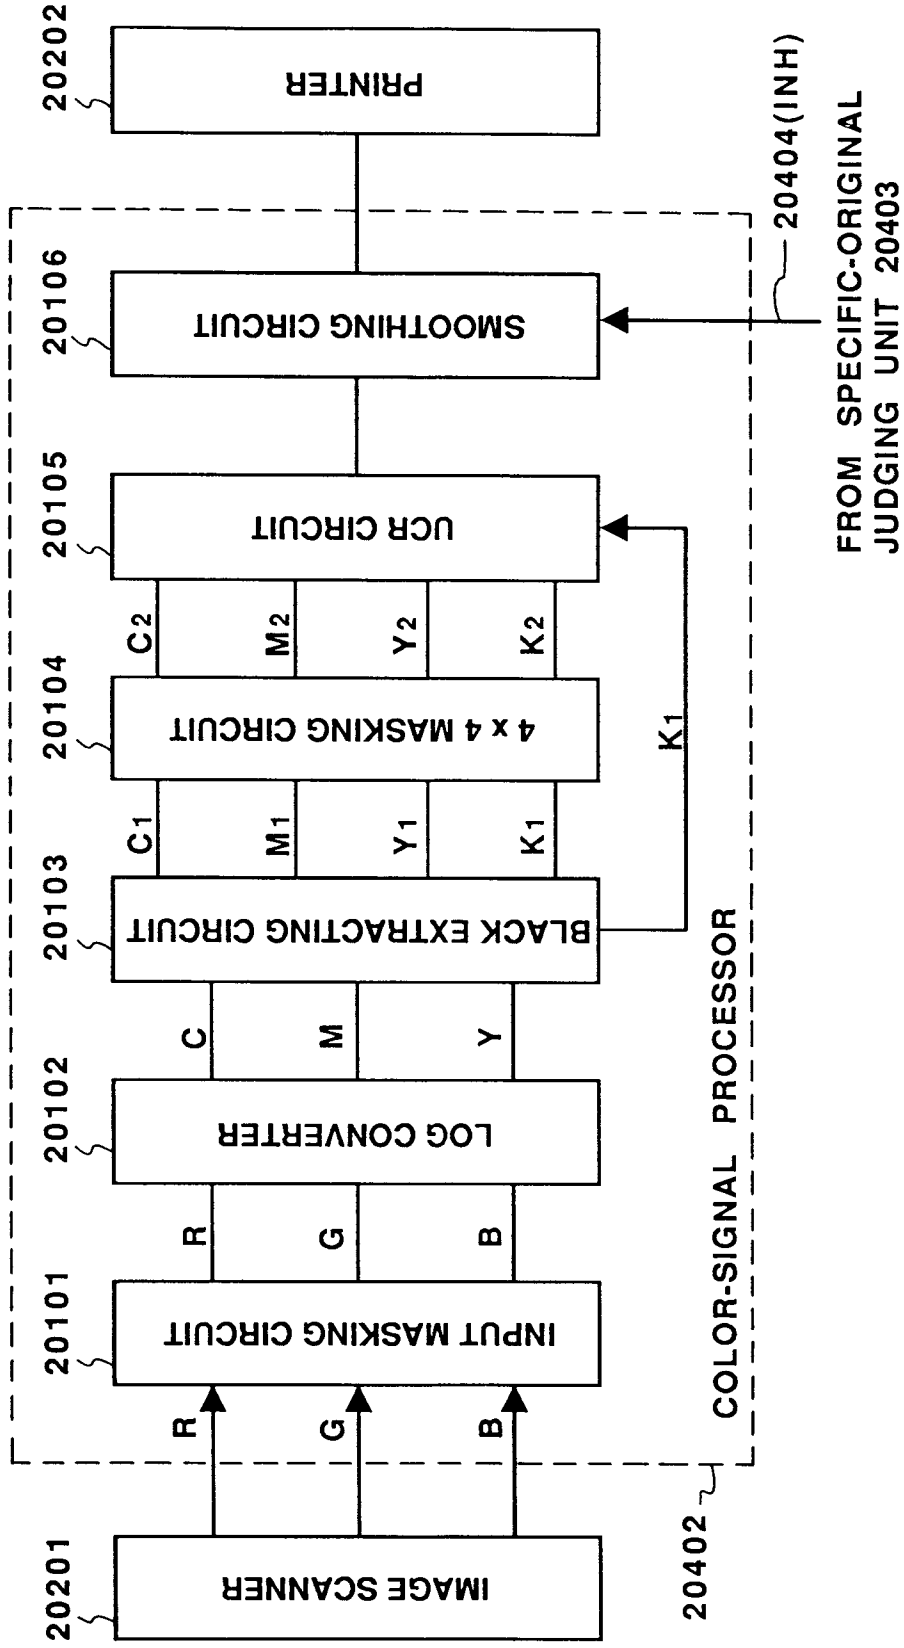 20201
IMAGE SCANNER
R
G
B
20101
INPUT MASKING CIRCUIT
R
G
B
20102
LOG CONVERTER
C
M
Y
20103
BLACK EXTRACTING CIRCUIT
C1
M1
Y1
K1
K1
20104
4 x 4 MASKING CIRCUIT
C2
M2
Y2
K2
20105
UCR CIRCUIT
20106
SMOOTHING CIRCUIT
20202
PRINTER
20402
COLOR-SIGNAL PROCESSOR
20404(INH)
FROM SPECIFIC-ORIGINAL
JUDGING UNIT 20403